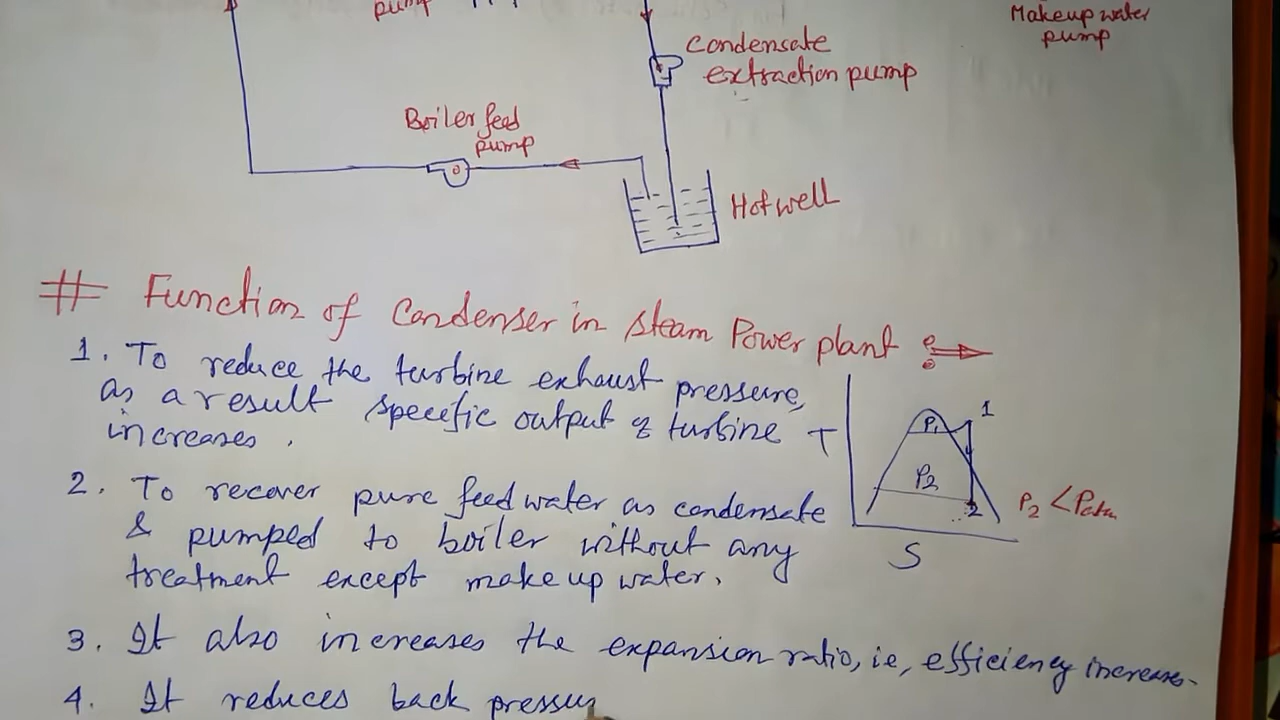 pump
Makeup water
pump
Condensate
extraction pump
Boiler feed
pump
Hotwell
# Function of Condenser in steam Power plant :⇒
1. To reduce the turbine exhaust pressure,
as a result specific output of turbine
increases.
T
P1
1
P2
2
P2 < Patm
S
2. To recover pure feed water as condensate
& pumped to boiler without any
treatment except make up water.
3. It also increases the expansion ratio, ie, efficiency increases.
4. It reduces back pressu